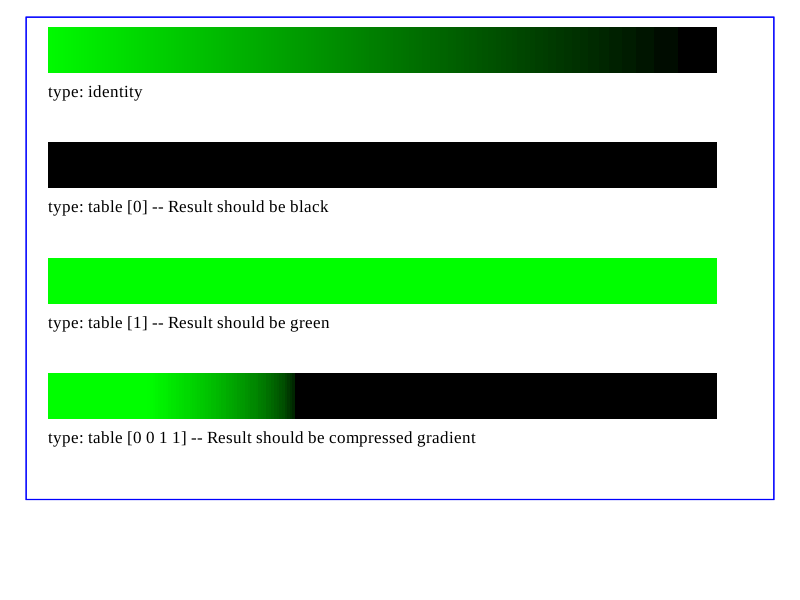 type: identity
type: table [0] -- Result should be black
type: table [1] -- Result should be green
type: table [0 0 1 1] -- Result should be compressed gradient